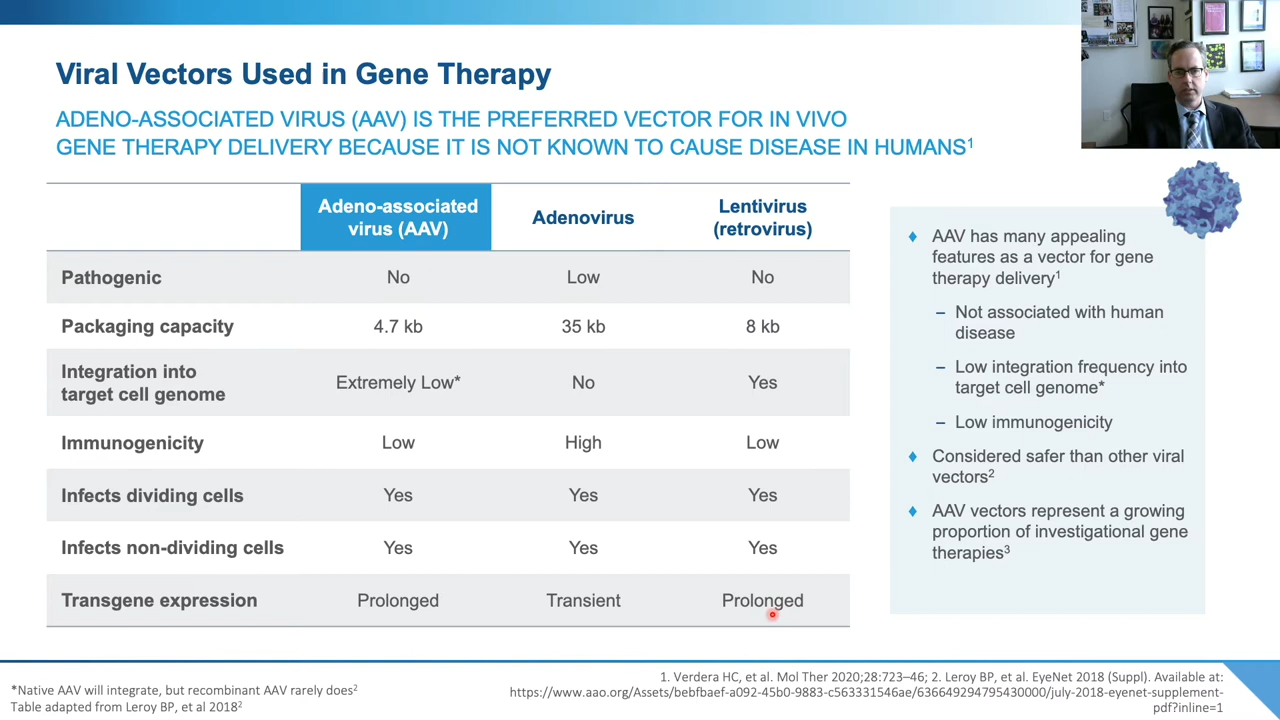 Viral Vectors Used in Gene Therapy
ADENO-ASSOCIATED VIRUS (AAV) IS THE PREFERRED VECTOR FOR IN VIVO
GENE THERAPY DELIVERY BECAUSE IT IS NOT KNOWN TO CAUSE DISEASE IN HUMANS¹
Adeno-associated
virus (AAV)
Adenovirus
Lentivirus
(retrovirus)
Pathogenic No Low No
Packaging capacity 4.7 kb 35 kb 8 kb
Integration into
target cell genome
Extremely Low* No Yes
Immunogenicity Low High Low
Infects dividing cells Yes Yes Yes
Infects non-dividing cells Yes Yes Yes
Transgene expression Prolonged Transient Prolonged
♦ AAV has many appealing
features as a vector for gene
therapy delivery¹
– Not associated with human
disease
– Low integration frequency into
target cell genome*
– Low immunogenicity
♦ Considered safer than other viral
vectors²
♦ AAV vectors represent a growing
proportion of investigational gene
therapies³
*Native AAV will integrate, but recombinant AAV rarely does²
Table adapted from Leroy BP, et al 2018²
1. Verdera HC, et al. Mol Ther 2020;28:723–46; 2. Leroy BP, et al. EyeNet 2018 (Suppl). Available at:
https://www.aao.org/Assets/bebfbaef-a092-45b0-9883-c563331546ae/636649294795430000/july-2018-eyenet-supplement-
pdf?inline=1